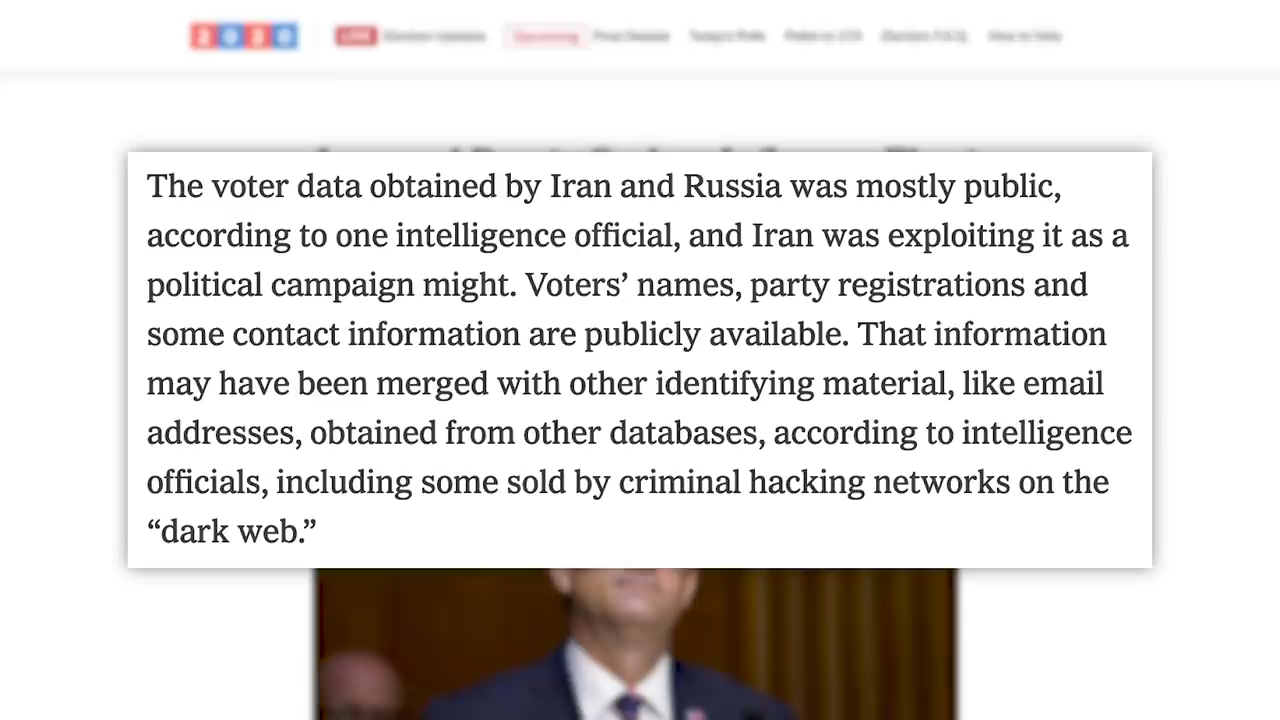 2020
The voter data obtained by Iran and Russia was mostly public,
according to one intelligence official, and Iran was exploiting it as a
political campaign might. Voters’ names, party registrations and
some contact information are publicly available. That information
may have been merged with other identifying material, like email
addresses, obtained from other databases, according to intelligence
officials, including some sold by criminal hacking networks on the
“dark web.”